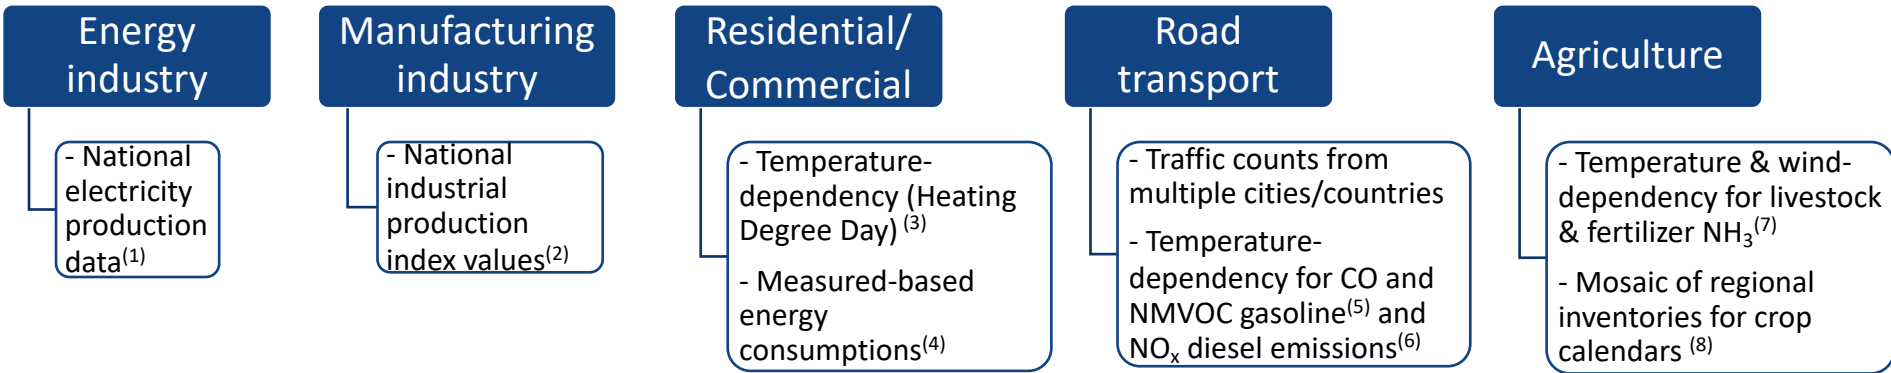 Energy
industry
- National
electricity
production
data(1)
Manufacturing
industry
- National
industrial
production
index values(2)
Residential/
Commercial
- Temperature-
dependency (Heating
Degree Day) (3)
- Measured-based
energy
consumptions(4)
Road
transport
- Traffic counts from
multiple cities/countries
- Temperature-
dependency for CO and
NMVOC gasoline(5) and
NOx diesel emissions(6)
Agriculture
- Temperature & wind-
dependency for livestock
& fertilizer NH3(7)
- Mosaic of regional
inventories for crop
calendars (8)